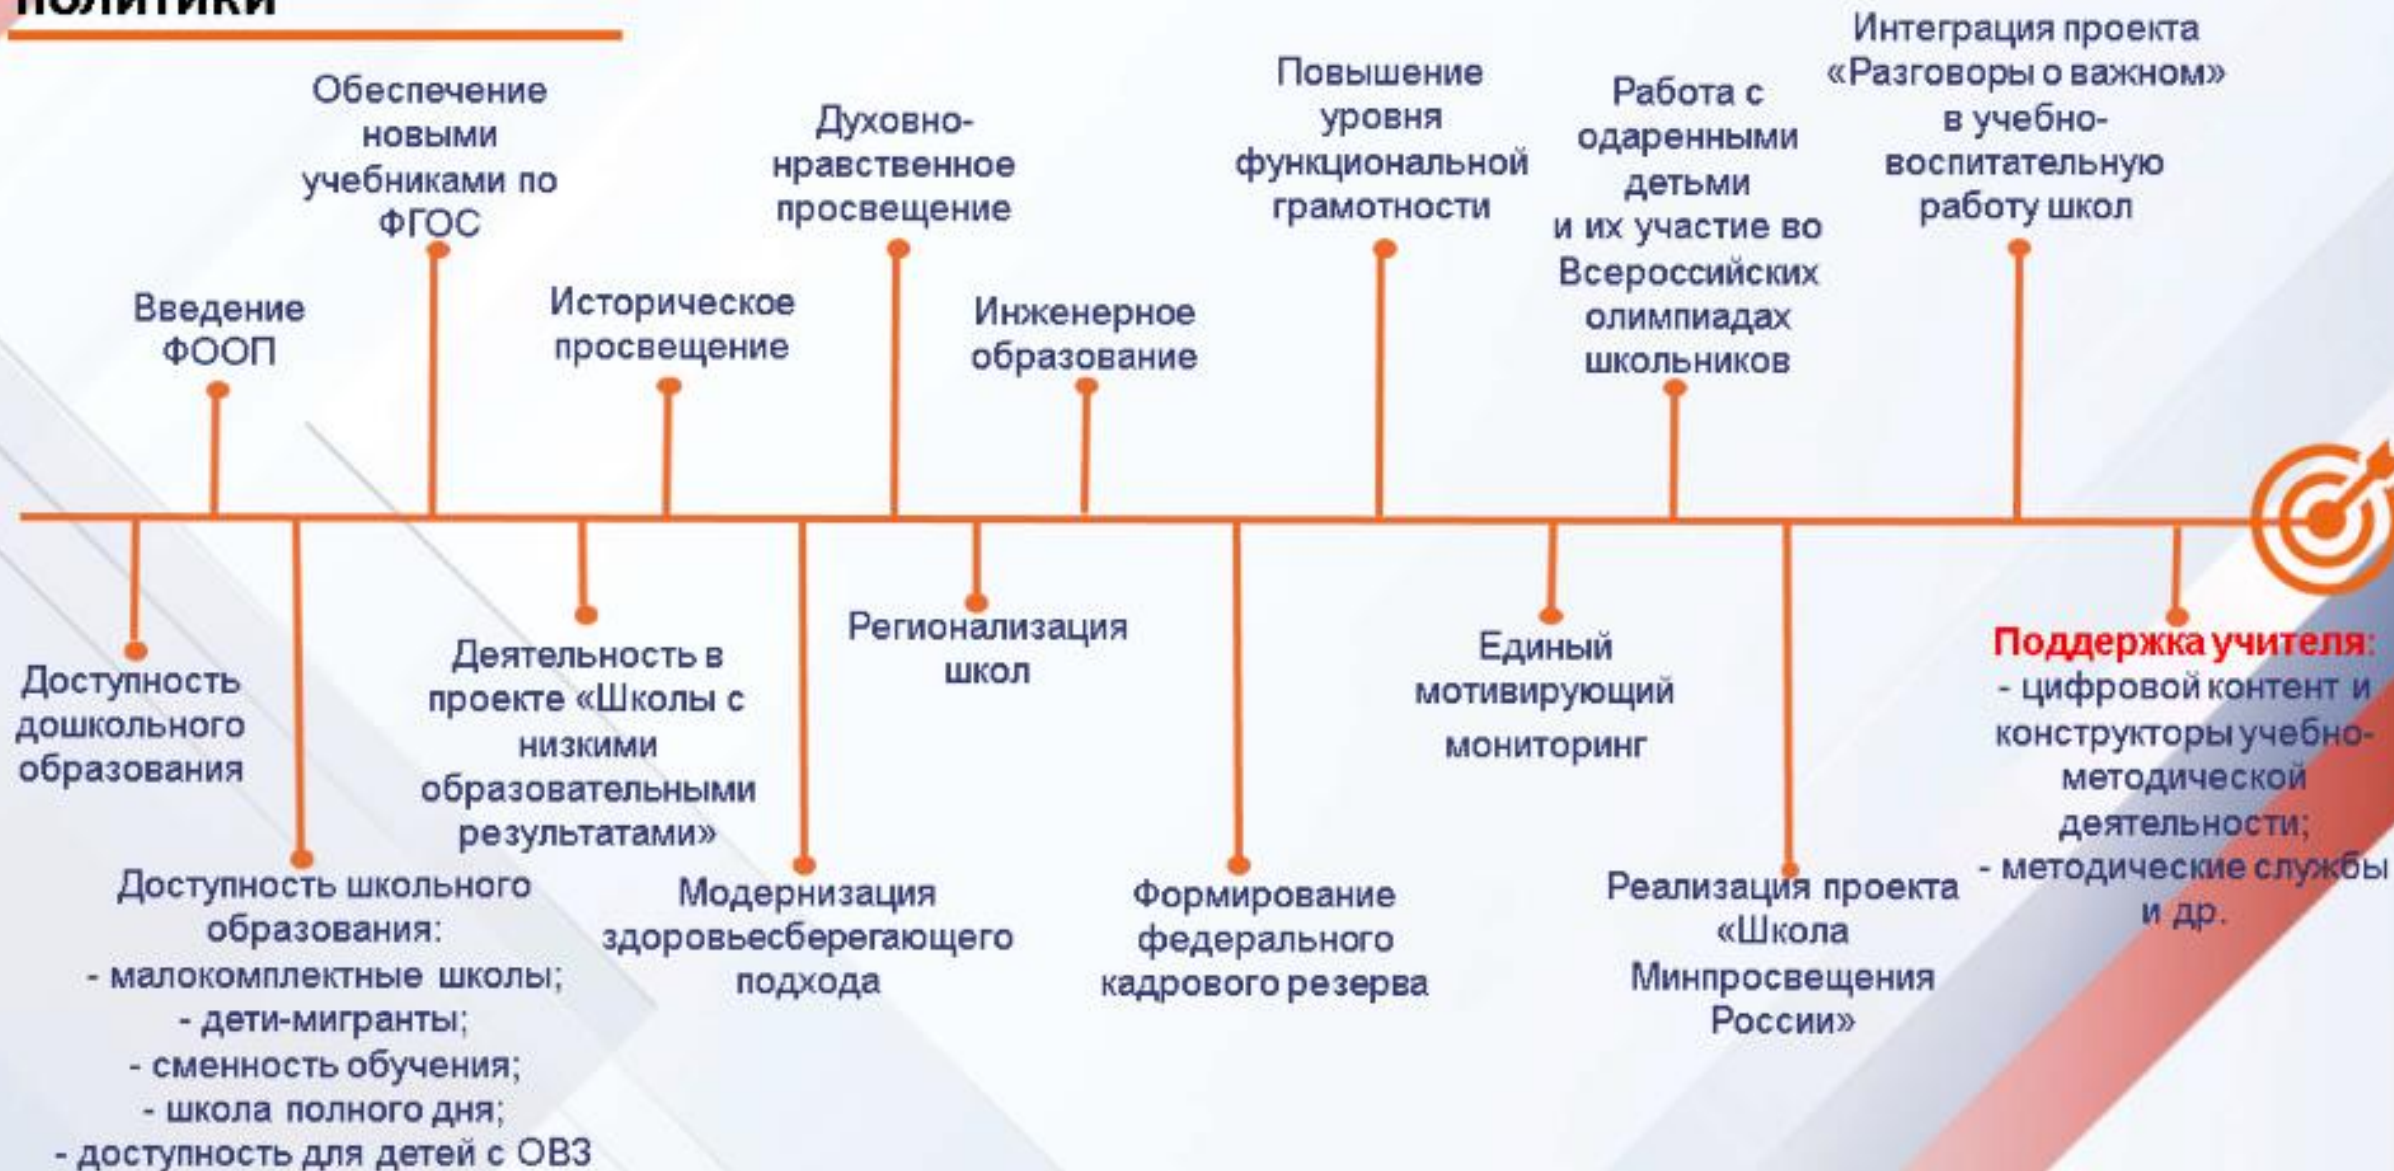 политики
Обеспечение
новыми
учебниками по
ФГОС
Духовно-
нравственное
просвещение
Повышение
уровня
функциональной
грамотности
Работа с
одаренными
детьми
и их участие во
Всероссийских
олимпиадах
школьников
Интеграция проекта
«Разговоры о важном»
в учебно-
воспитательную
работу школ
Введение
ФООП
Историческое
просвещение
Инженерное
образование
Доступность
дошкольного
образования
Доступность школьного
образования:
- малокомплектные школы;
- дети-мигранты;
- сменность обучения;
- школа полного дня;
- доступность для детей с ОВЗ
Деятельность в
проекте «Школы с
низкими
образовательными
результатами»
Модернизация
здоровьесберегающего
подхода
Регионализация
школ
Формирование
федерального
кадрового резерва
Единый
мотивирующий
мониторинг
Реализация проекта
«Школа
Минпросвещения
России»
Поддержка учителя:
- цифровой контент и
конструкторы учебно-
методической
деятельности;
- методические службы
и др.